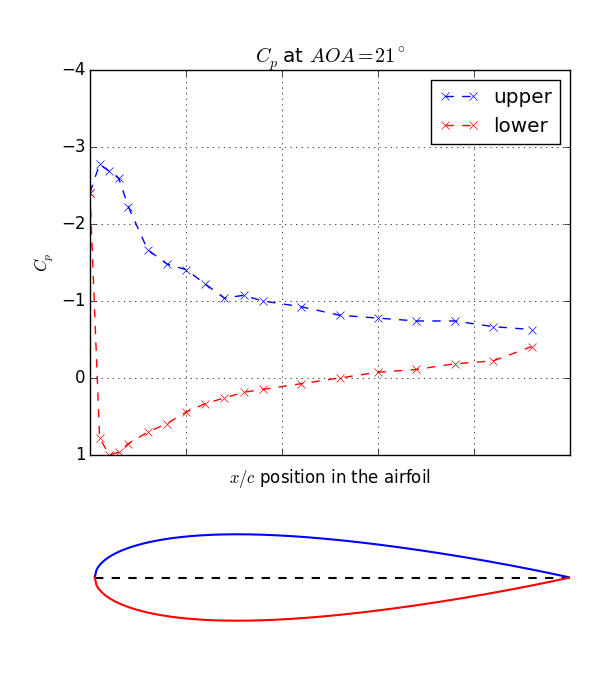 C_p at AOA=21°
−4
upper
lower
−3
−2
C_p
−1
0
1
x/c position in the airfoil